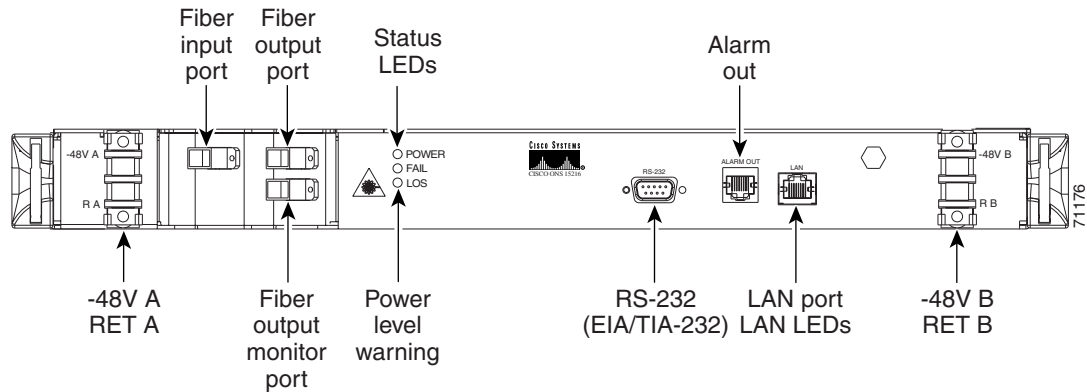 Fiber
input
port
Fiber
output
port
Status
LEDs
Alarm
out
-48V A
R A
POWER
FAIL
LOS
CISCO SYSTEMS
CISCO ONS 15216
RS-232
ALARM OUT
LAN
-48V B
R B
71176
-48V A
RET A
Fiber
output
monitor
port
Power
level
warning
RS-232
(EIA/TIA-232)
LAN port
LAN LEDs
-48V B
RET B